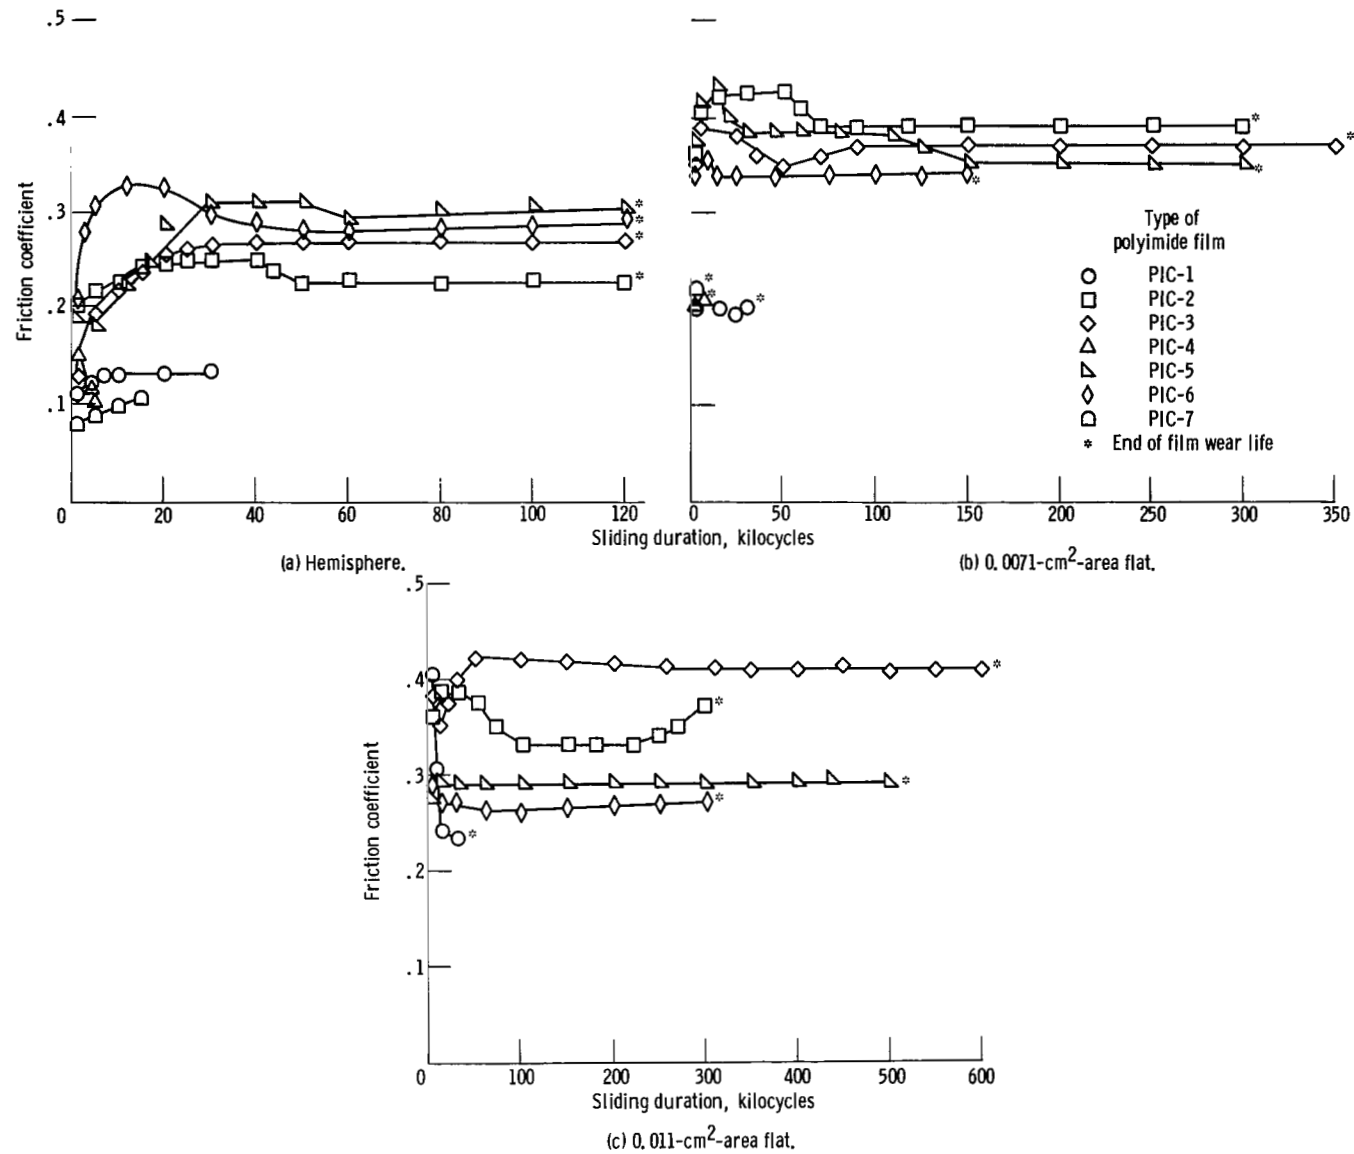 .5
.4
.3
.2
.1
Friction coefficient
0
20
40
60
80
100
120
0
50
100
150
200
250
300
350
Sliding duration, kilocycles
(a) Hemisphere.
(b) 0.0071-cm²-area flat.
Type of
polyimide film
PIC-1
PIC-2
PIC-3
PIC-4
PIC-5
PIC-6
PIC-7
* End of film wear life
.5
.4
.3
.2
.1
Friction coefficient
0
100
200
300
400
500
600
Sliding duration, kilocycles
(c) 0.011-cm²-area flat.